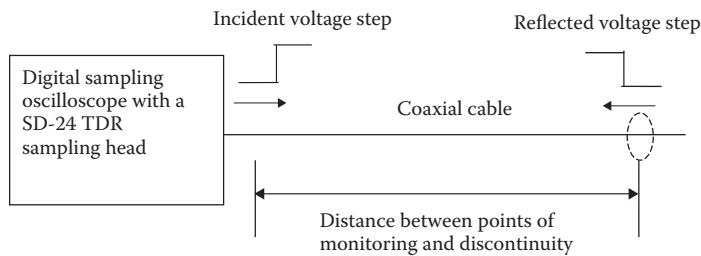 Incident voltage step
Reflected voltage step
Digital sampling
oscilloscope with a
SD-24 TDR
sampling head
Coaxial cable
Distance between points of
monitoring and discontinuity